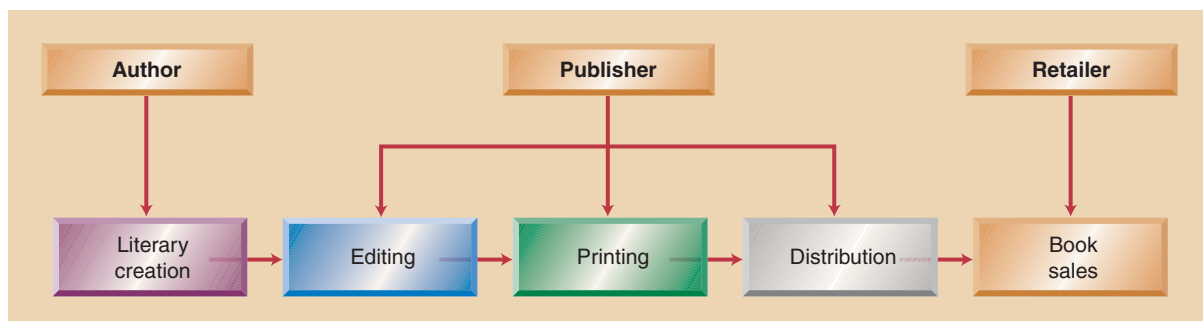 Author
Publisher
Retailer
Literary
creation
Editing
Printing
Distribution
Book
sales